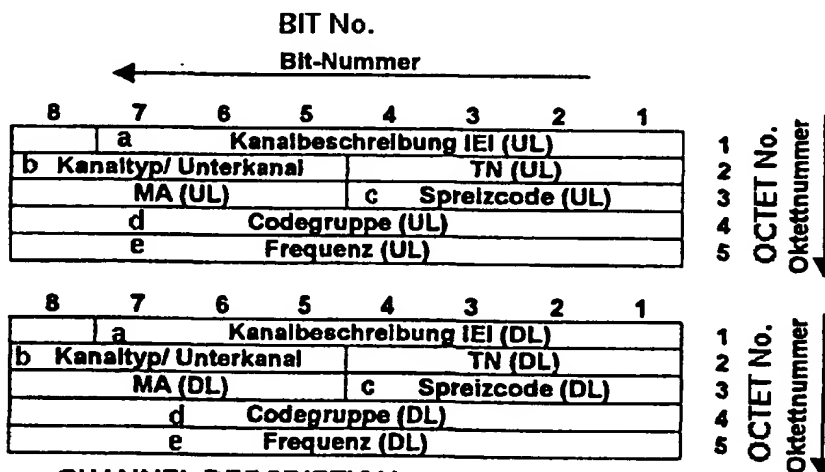 BIT No.
Bit-Nummer
8 7 6 5 4 3 2 1
a Kanalbeschreibung IEI (UL) 1
b Kanaltyp/ Unterkanal TN (UL) 2
MA (UL) c Spreizcode (UL) 3
d Codegruppe (UL) 4
e Frequenz (UL) 5
OCTET No.
Oktettnummer
8 7 6 5 4 3 2 1
a Kanalbeschreibung IEI (DL) 1
b Kanaltyp/ Unterkanal TN (DL) 2
MA (DL) c Spreizcode (DL) 3
d Codegruppe (DL) 4
e Frequenz (DL) 5
OCTET No.
Oktettnummer